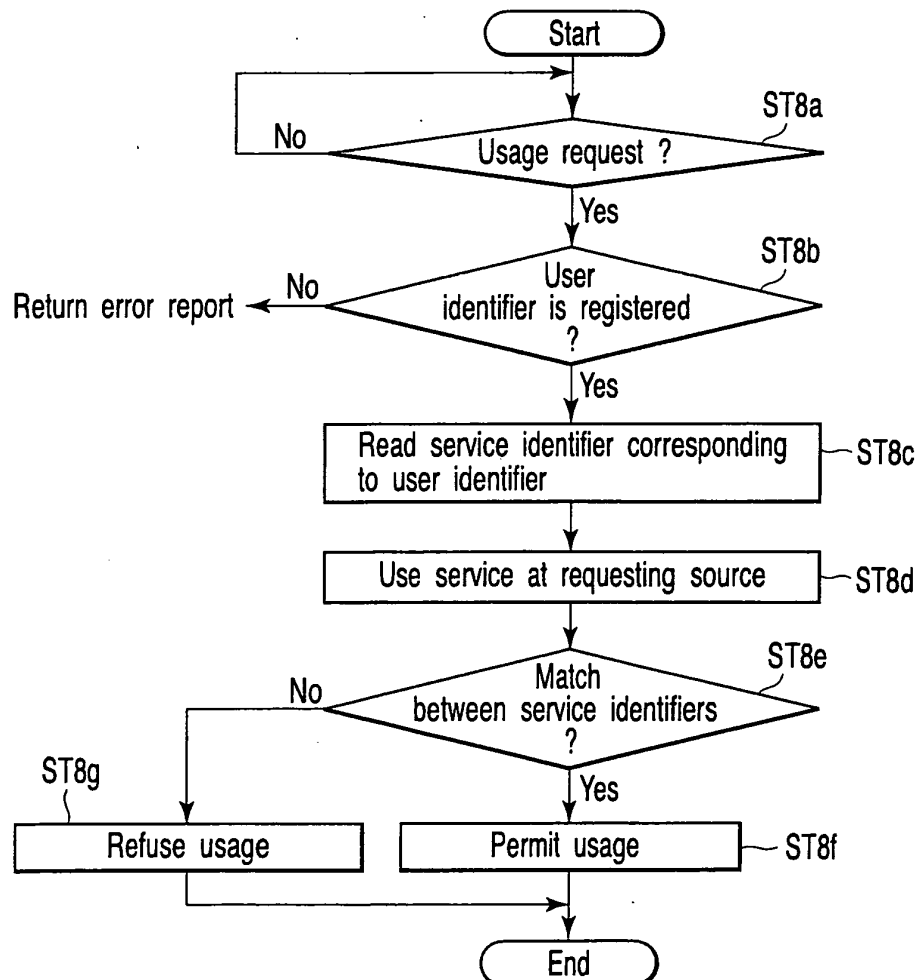 Start
ST8a
No
Usage request ?
Yes
ST8b
User
No
identifier is registered
Return error report
?
Yes
Read service identifier corresponding
to user identifier
ST8c
Use service at requesting source
ST8d
ST8e
No
Match
between service identifiers
?
ST8g
Yes
Refuse usage
Permit usage
ST8f
End